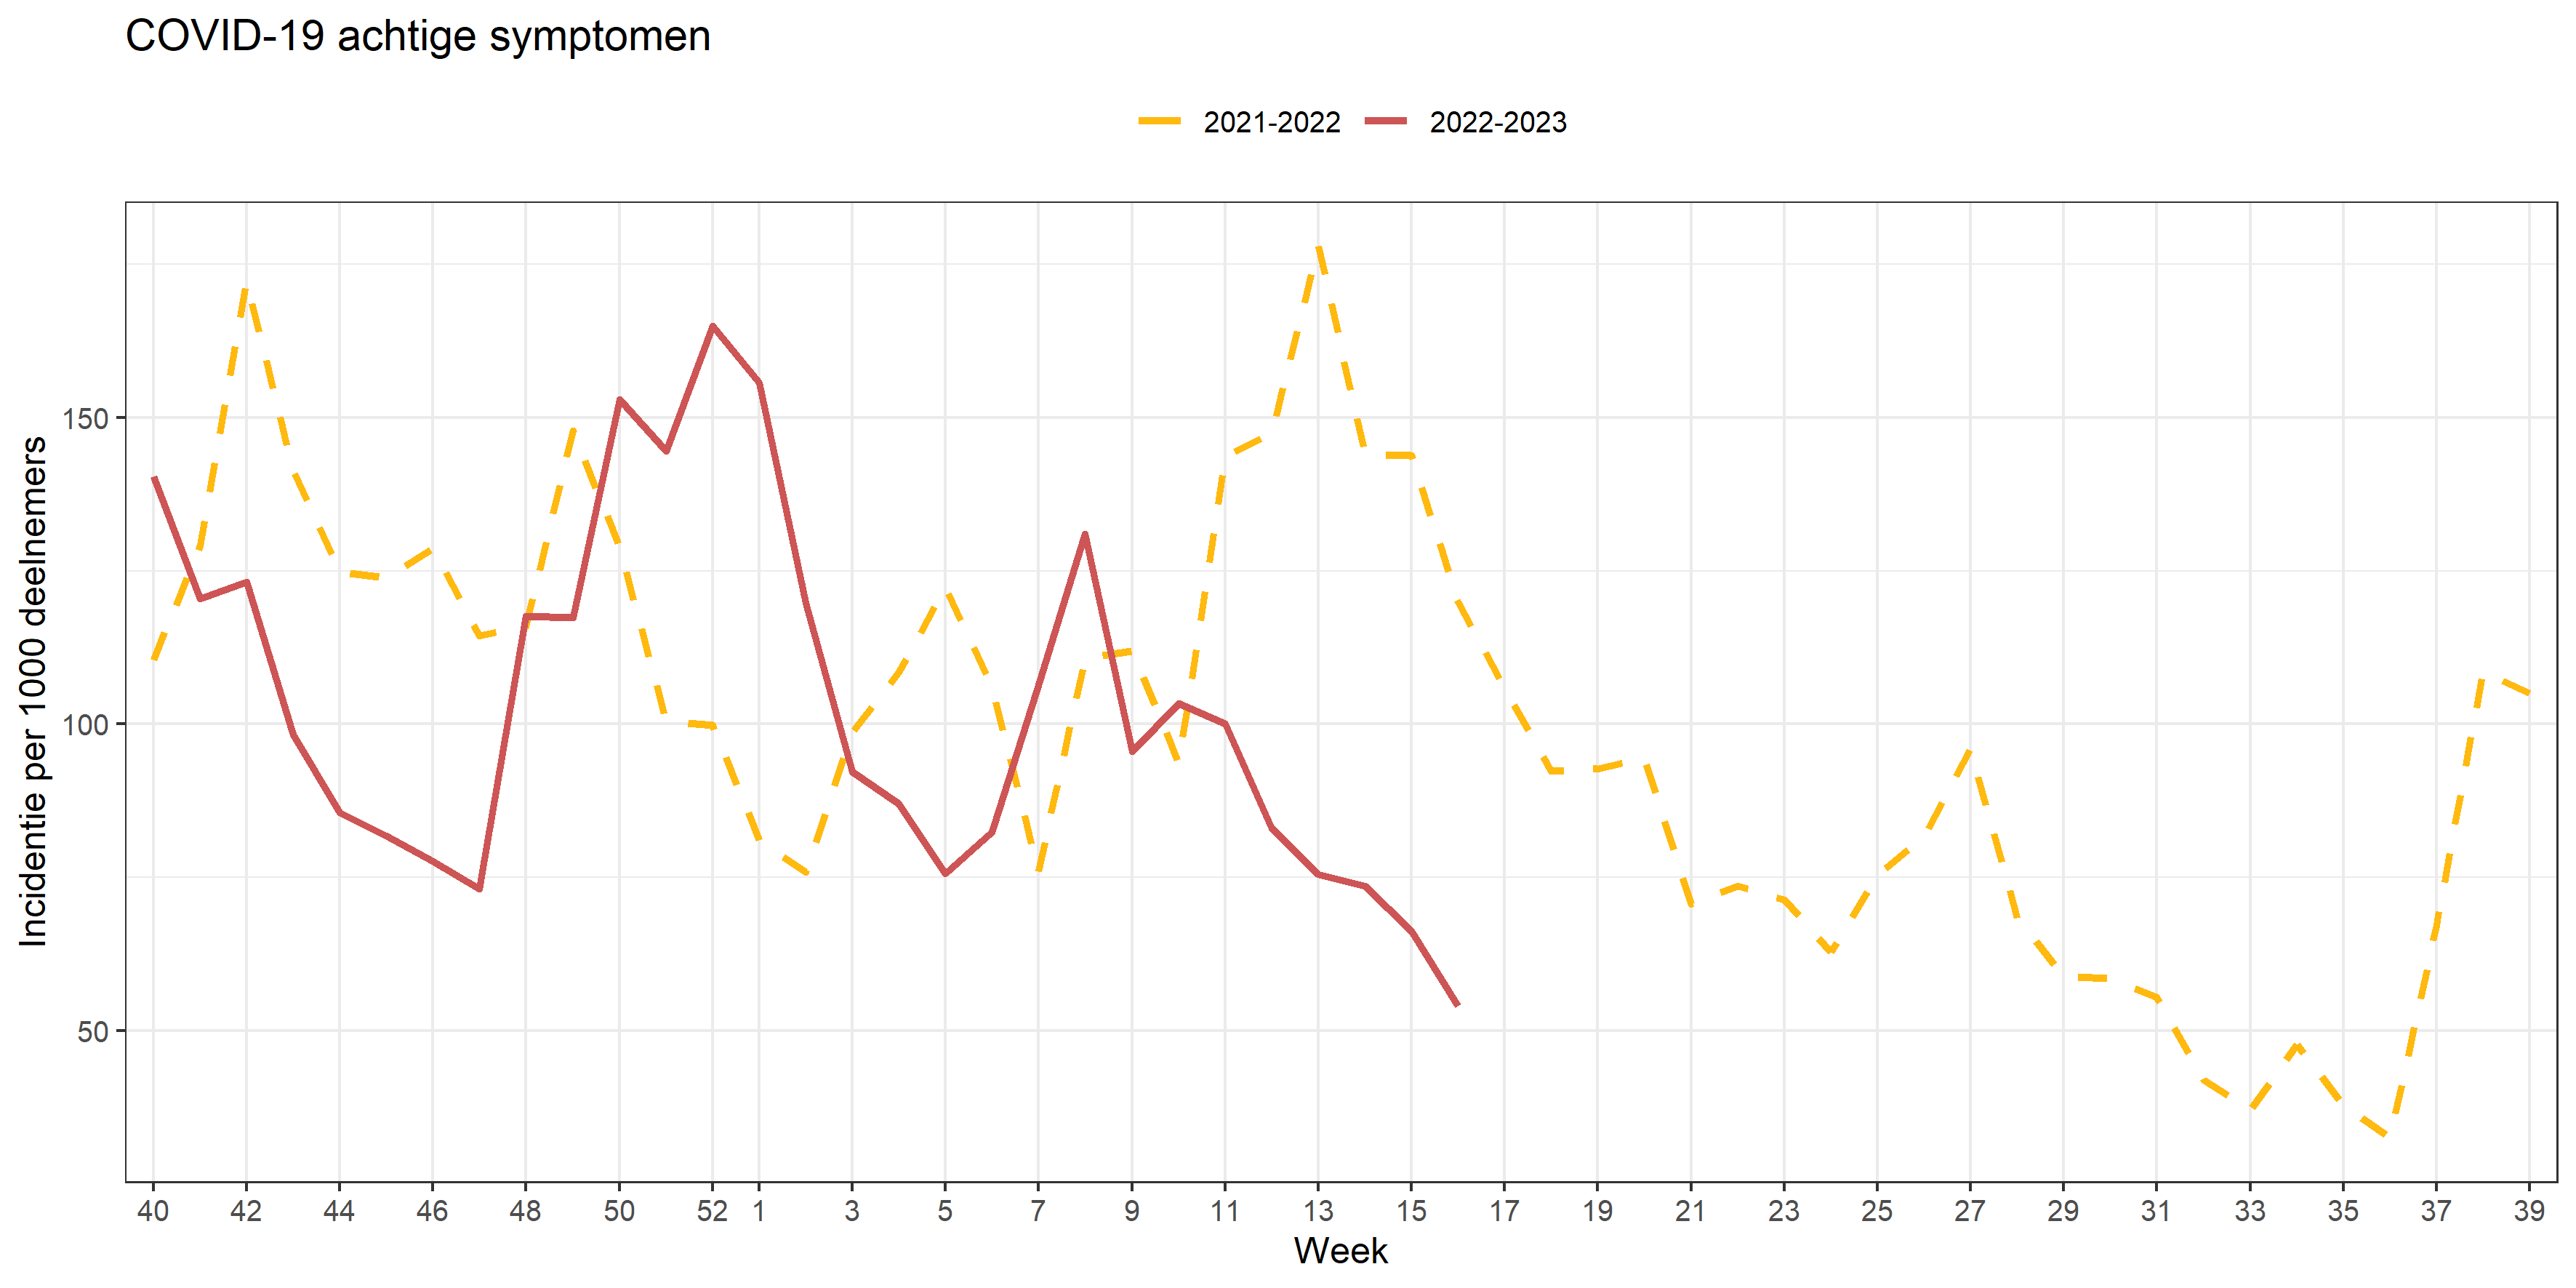 COVID-19 achtige symptomen
2021-2022 2022-2023
Incidentie per 1000 deelnemers
150
100
50
40 42 44 46 48 50 52 1 3 5 7 9 11 13 15 17 19 21 23 25 27 29 31 33 35 37 39
Week